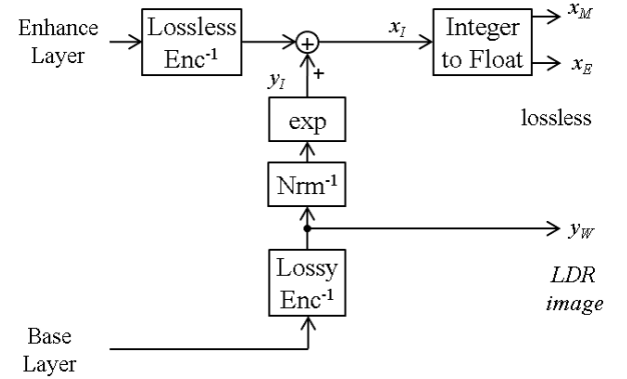 Enhance
Layer
Lossless
Enc-1
+
xI
Integer
to Float
xM
xE
lossless
yI
+
exp
Nrm-1
yW
Lossy
Enc-1
LDR
image
Base
Layer